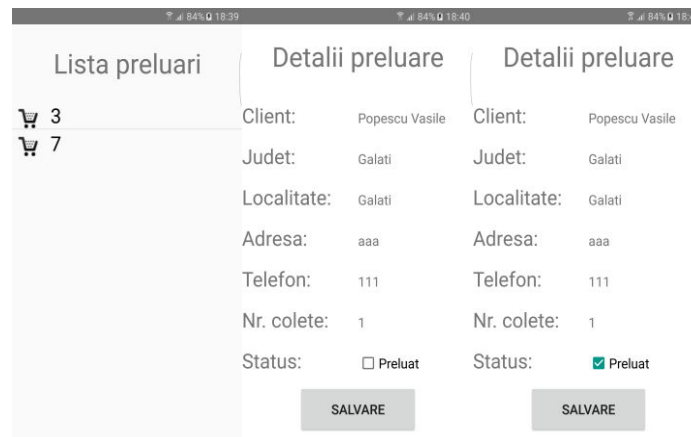 84% 18:39
Lista preluari
3
7
84% 18:40
Detalii preluare
Client: Popescu Vasile
Judet: Galati
Localitate: Galati
Adresa: aaa
Telefon: 111
Nr. colete: 1
Status: Preluat
SALVARE
84% 18:4
Detalii preluare
Client: Popescu Vasile
Judet: Galati
Localitate: Galati
Adresa: aaa
Telefon: 111
Nr. colete: 1
Status: Preluat
SALVARE